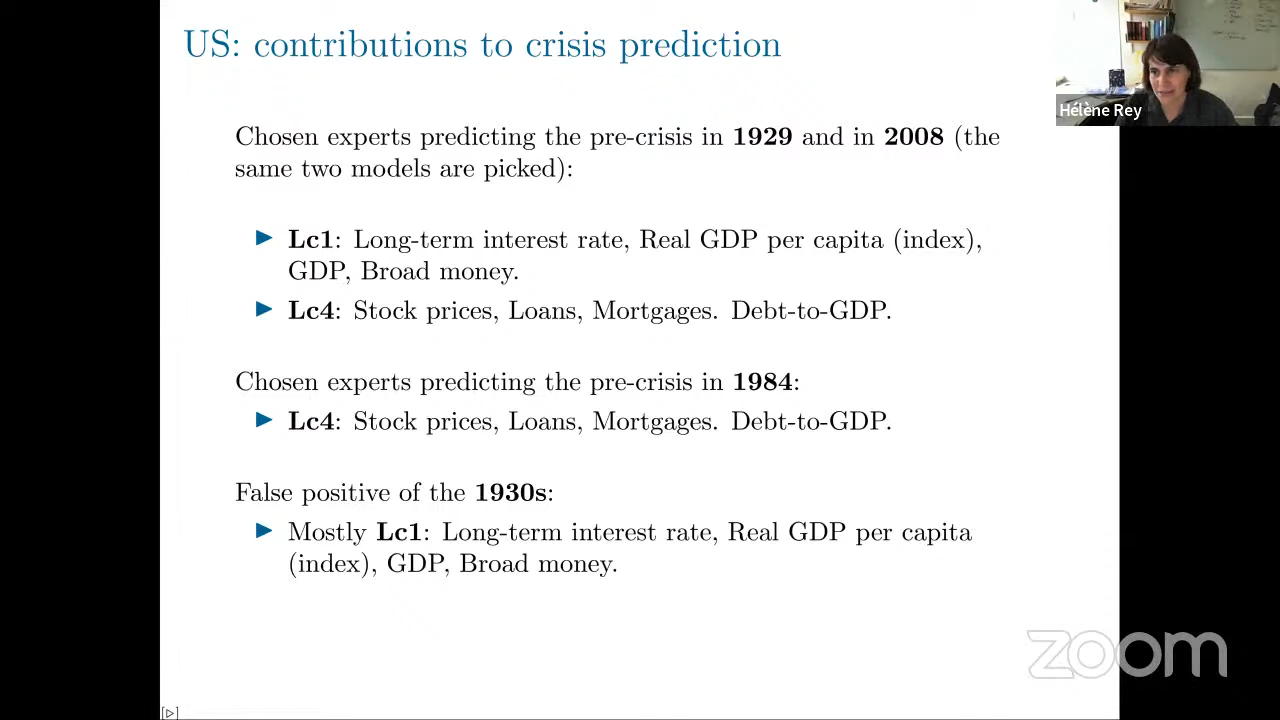 US: contributions to crisis prediction
Hélène Rey
Chosen experts predicting the pre-crisis in 1929 and in 2008 (the
same two models are picked):
Lc1: Long-term interest rate, Real GDP per capita (index),
GDP, Broad money.
Lc4: Stock prices, Loans, Mortgages. Debt-to-GDP.
Chosen experts predicting the pre-crisis in 1984:
Lc4: Stock prices, Loans, Mortgages. Debt-to-GDP.
False positive of the 1930s:
Mostly Lc1: Long-term interest rate, Real GDP per capita
(index), GDP, Broad money.
zoom